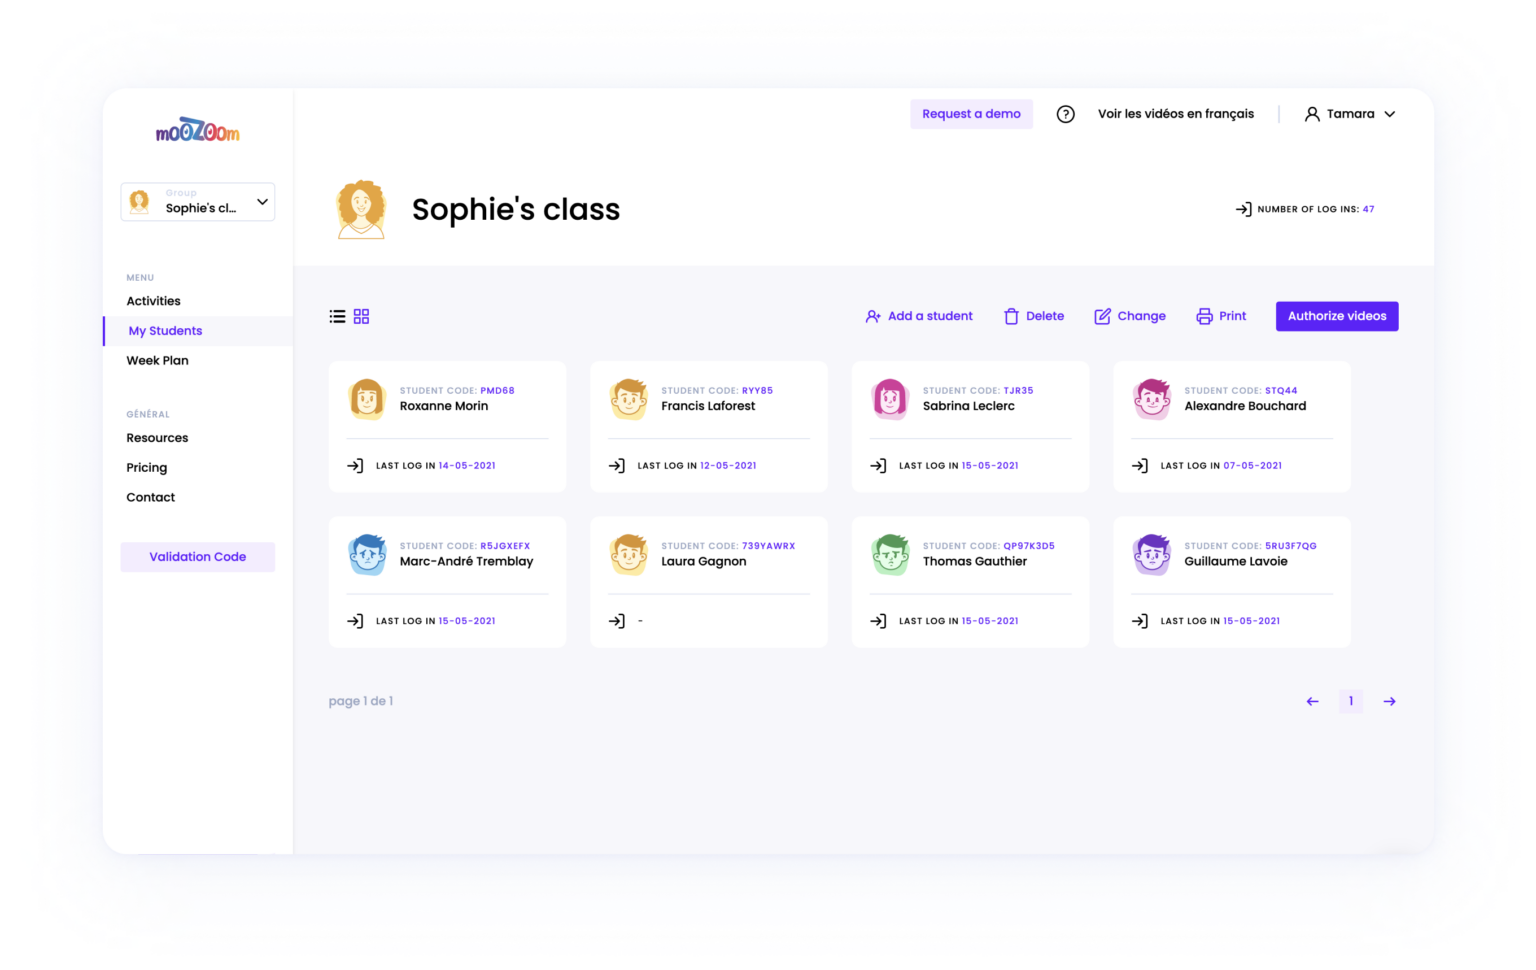 mooZoom
Request a demo
Voir les vidéos en français
Tamara
Group
Sophie's cl...
Sophie's class
NUMBER OF LOG INS: 47
MENU
Activities
My Students
Week Plan
GÉNÉRAL
Resources
Pricing
Contact
Validation Code
Add a student
Delete
Change
Print
Authorize videos
STUDENT CODE: PMD68
Roxanne Morin
LAST LOG IN 14-05-2021
STUDENT CODE: RYY85
Francis Laforest
LAST LOG IN 12-05-2021
STUDENT CODE: TJR35
Sabrina Leclerc
LAST LOG IN 15-05-2021
STUDENT CODE: STQ44
Alexandre Bouchard
LAST LOG IN 07-05-2021
STUDENT CODE: R5JGXEFX
Marc-André Tremblay
LAST LOG IN 15-05-2021
STUDENT CODE: 739YAWRX
Laura Gagnon
-
STUDENT CODE: QP97K3D5
Thomas Gauthier
LAST LOG IN 15-05-2021
STUDENT CODE: 5RU3F7QG
Guillaume Lavoie
LAST LOG IN 15-05-2021
page 1 de 1
1